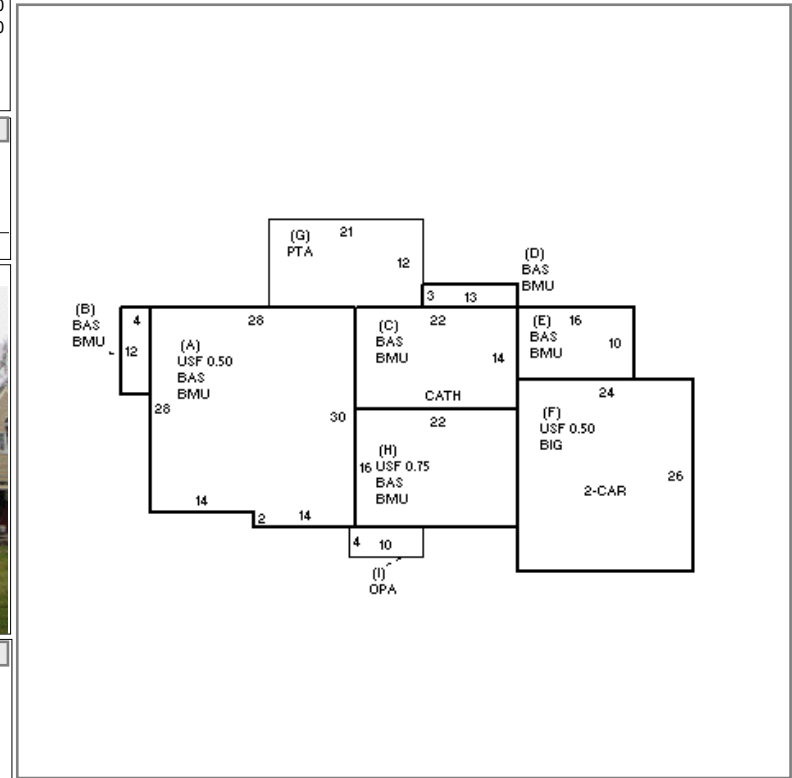 0
0
21
(G)
PTA
12
(D)
BAS
BMU
3 13
(B)
BAS
BMU
4
12
28
(A)
USF 0.50
BAS
BMU
28
30
14
2
14
22
(C)
BAS
BMU
14
CATH
(E) 16
BAS
BMU
10
24
(F)
USF 0.50
BIG
26
2-CAR
22
(H)
16 USF 0.75
BAS
BMU
4 10
(I)
OPA